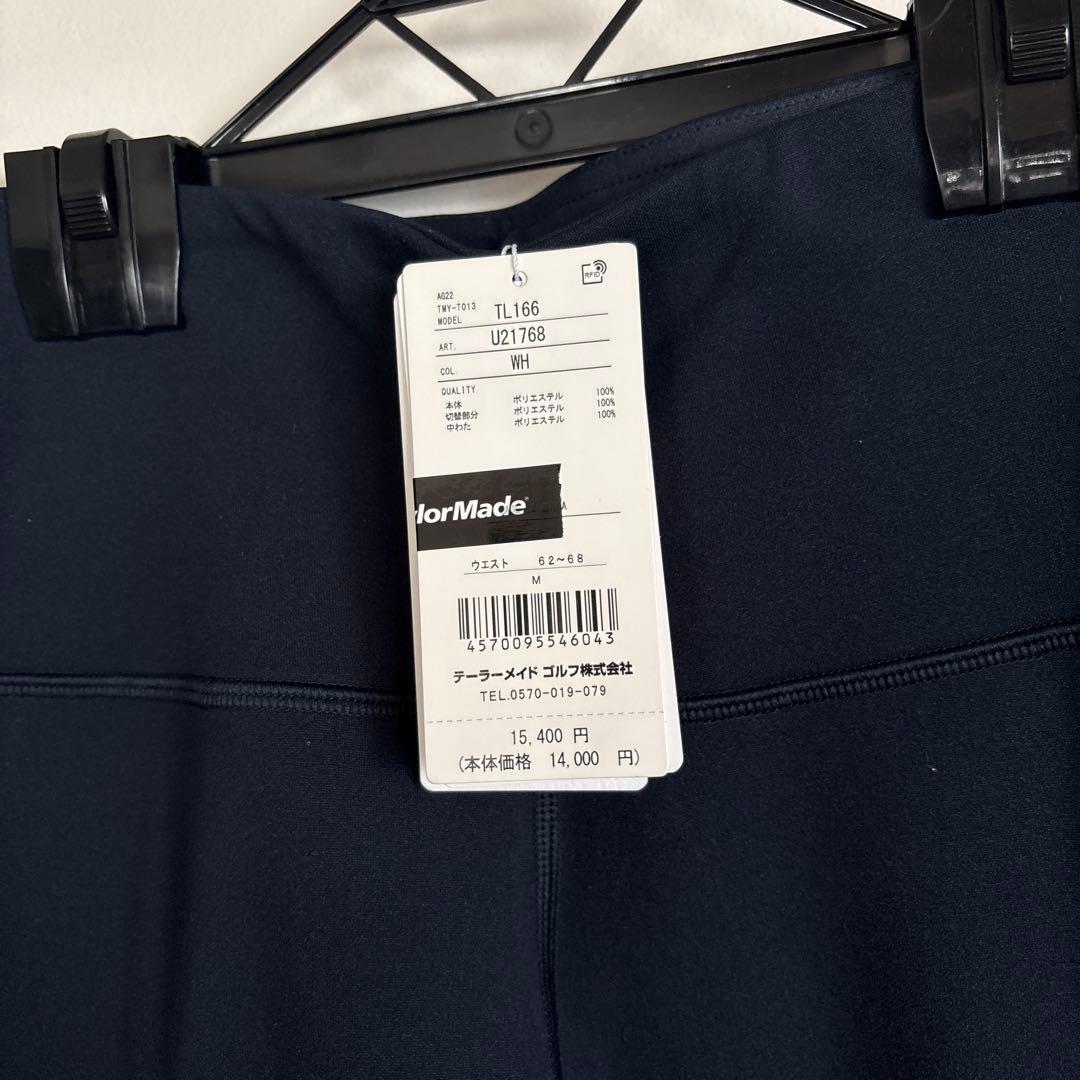 RFID
AG22
TMY-T013
MODEL TL166
ART. U21768
COL. WH
QUALITY
本体 ポリエステル 100%
切替部分 ポリエステル 100%
中わた ポリエステル 100%
lorMade
ウエスト 62~68
M
4570095546043
テーラーメイド ゴルフ株式会社
TEL.0570-019-079
15,400 円
(本体価格 14,000 円)